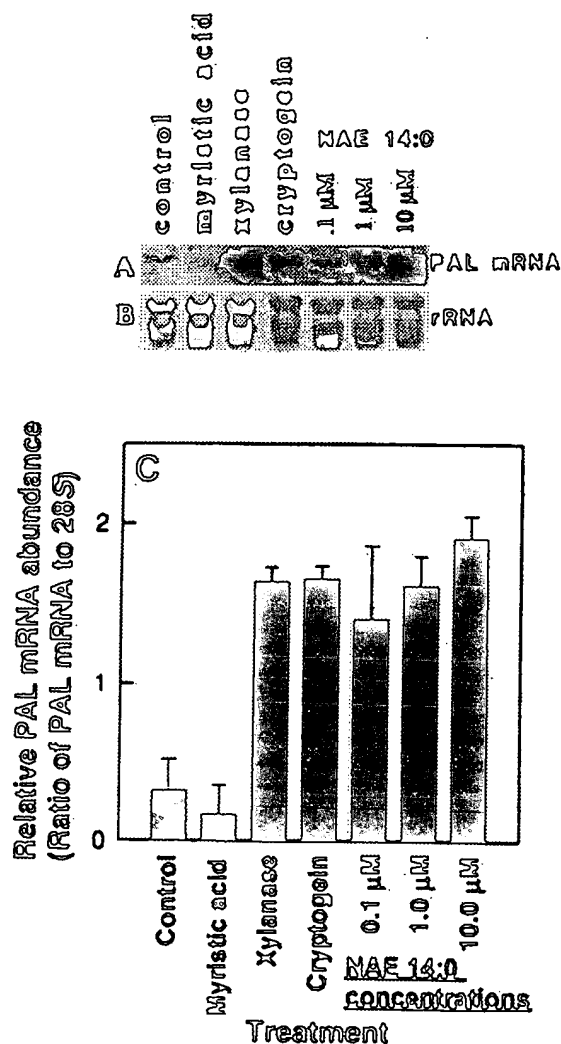 control
myristic acid
xylanase
cryptogein
NAE 14:0
.1 µM
1 µM
10 µM
A
PAL mRNA
B
rRNA
C
Relative PAL mRNA abundance
(Ratio of PAL mRNA to 28S)
2
1
0
Control
Myristic acid
Xylanase
Cryptogein
0.1 µM
1.0 µM
10.0 µM
NAE 14:0
concentrations
Treatment